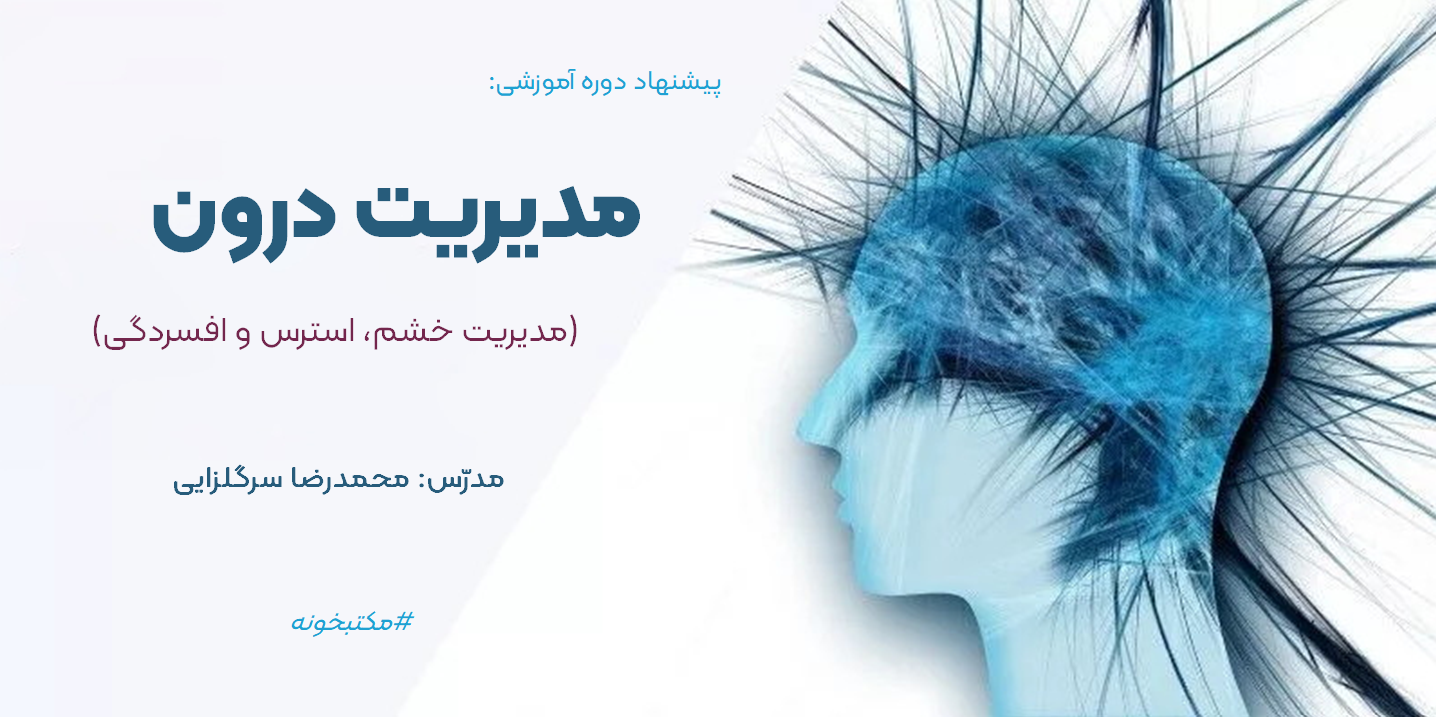 پیشنهاد دوره آموزشی:
مدیریت درون
(مدیریت خشم، استرس و افسردگی)
مدرّس: محمدرضا سرگلزایی
#مکتبخونه